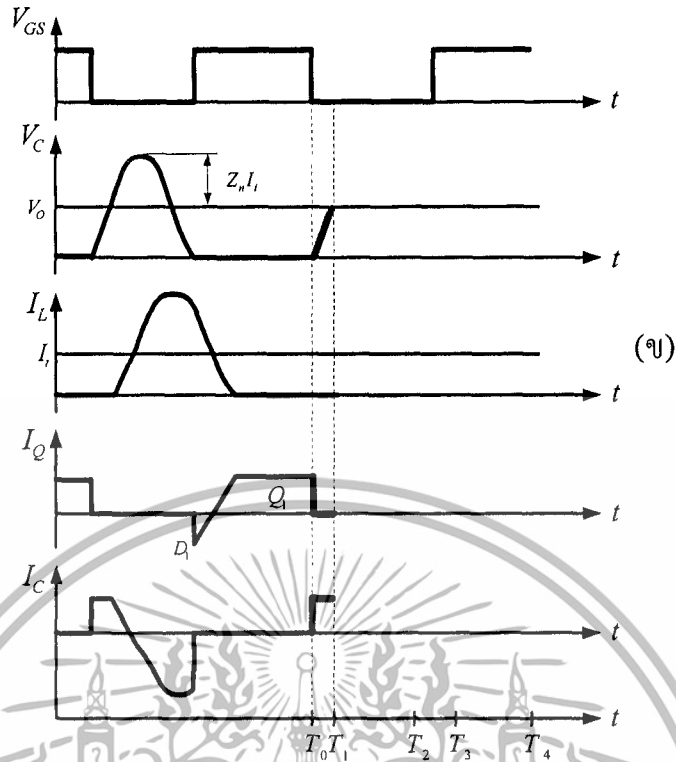 V_GS
t
V_C
Z_n I_i
V_O
t
I_L
I_i
(ข)
t
I_Q
Q_1
D_1
t
I_C
t
T_0 T_1 T_2 T_3 T_4
t